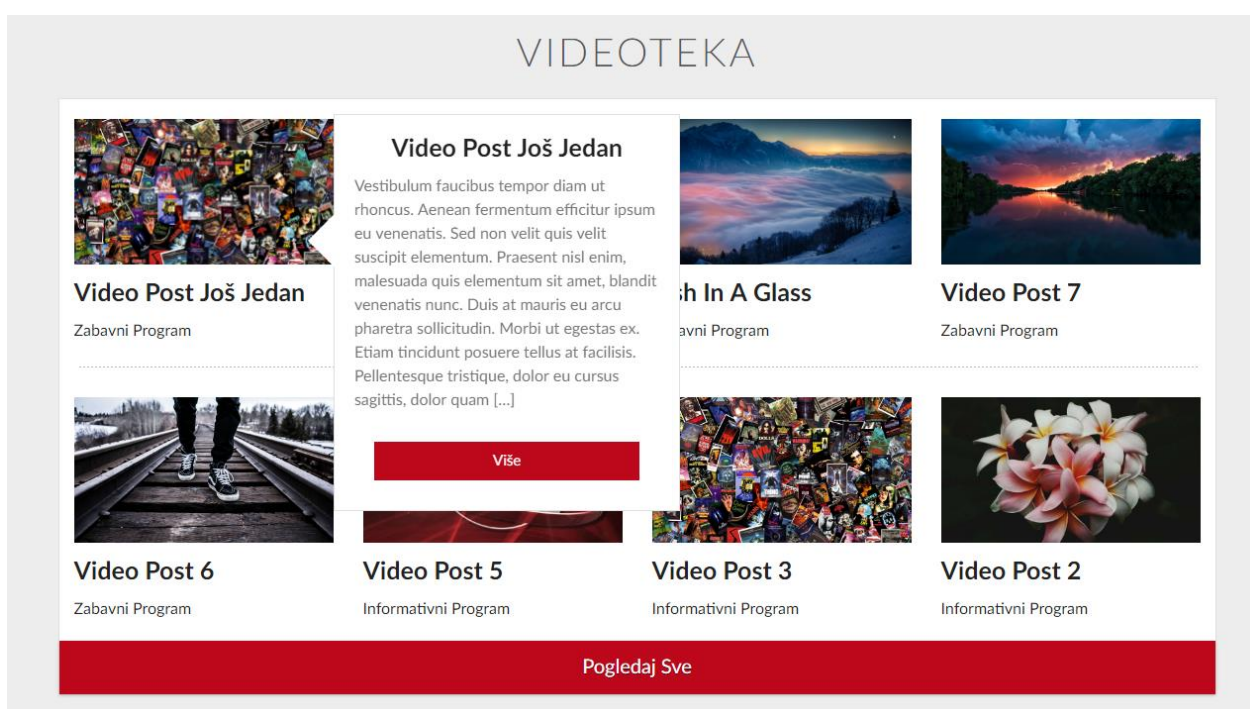 VIDEOTEKA
Video Post Još Jedan
Zabavni Program
Video Post Još Jedan
Vestibulum faucibus tempor diam ut
rhoncus. Aenean fermentum efficitur ipsum
eu venenatis. Sed non velit quis velit
suscipit elementum. Praesent nisl enim,
malesuada quis elementum sit amet, blandit
venenatis nunc. Duis at mauris eu arcu
pharetra sollicitudin. Morbi ut egestas ex.
Etiam tincidunt posuere tellus at facilisis.
Pellentesque tristique, dolor eu cursus
sagittis, dolor quam [...]
Više
sh In A Glass
avni Program
Video Post 7
Zabavni Program
Video Post 6
Zabavni Program
Video Post 5
Informativni Program
Video Post 3
Informativni Program
Video Post 2
Informativni Program
Pogledaj Sve